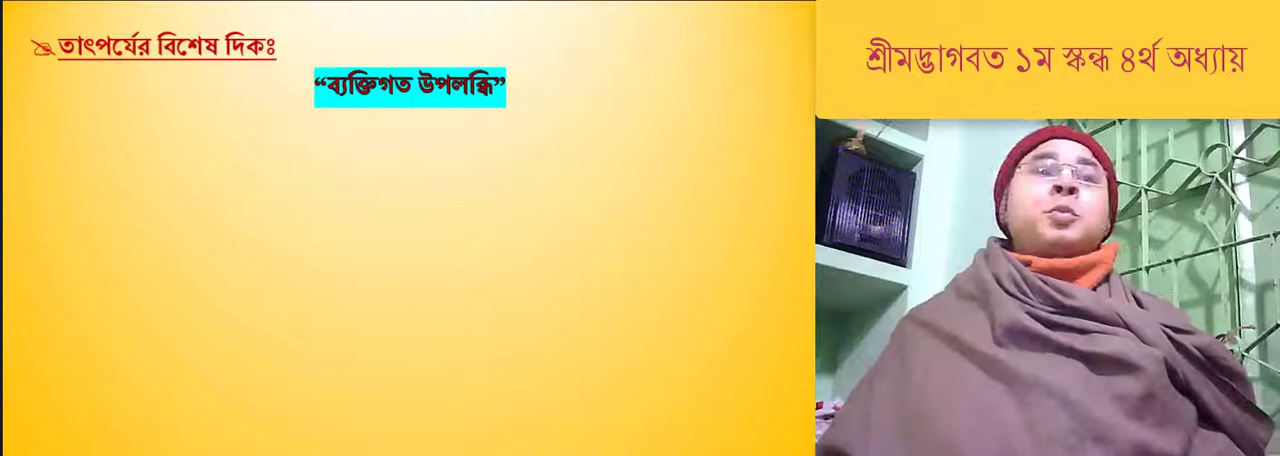 তাৎপর্যের বিশেষ দিকঃ
“ব্যক্তিগত উপলব্ধি”
শ্রীমদ্ভাগবত ১ম স্কন্ধ ৪র্থ অধ্যায়